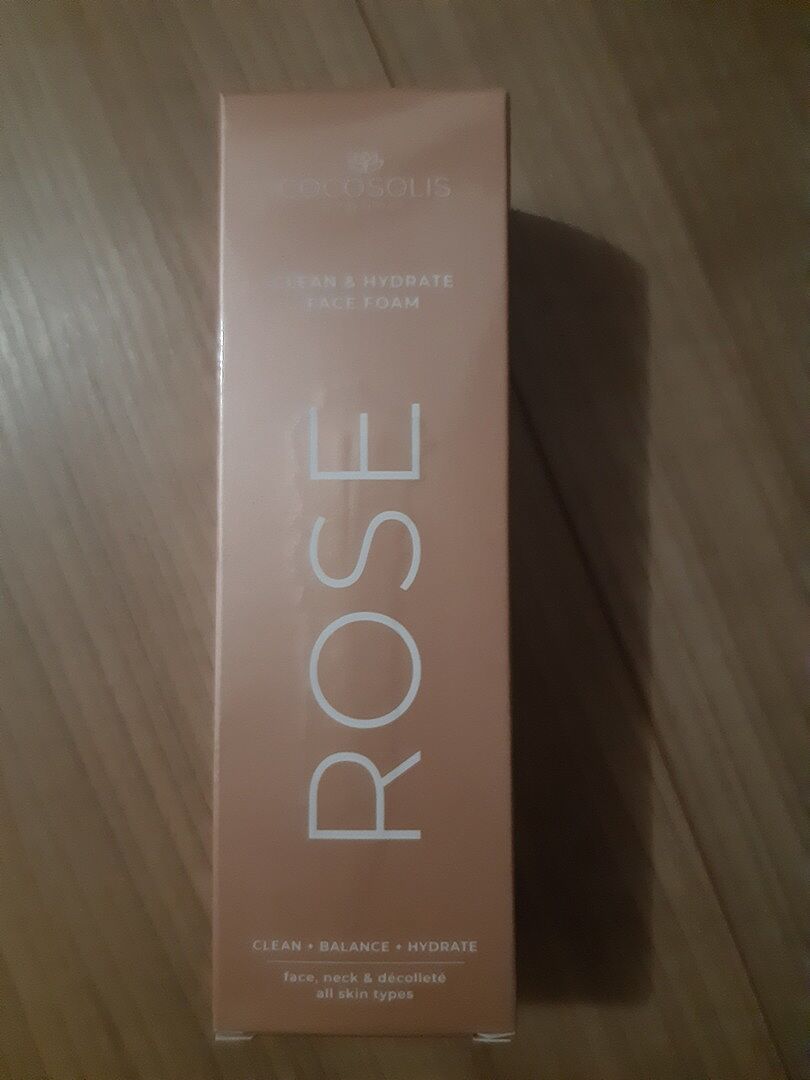 COCOSOLIS
CLEAN & HYDRATE
FACE FOAM
ROSE
CLEAN + BALANCE + HYDRATE
face, neck & décolleté
all skin types